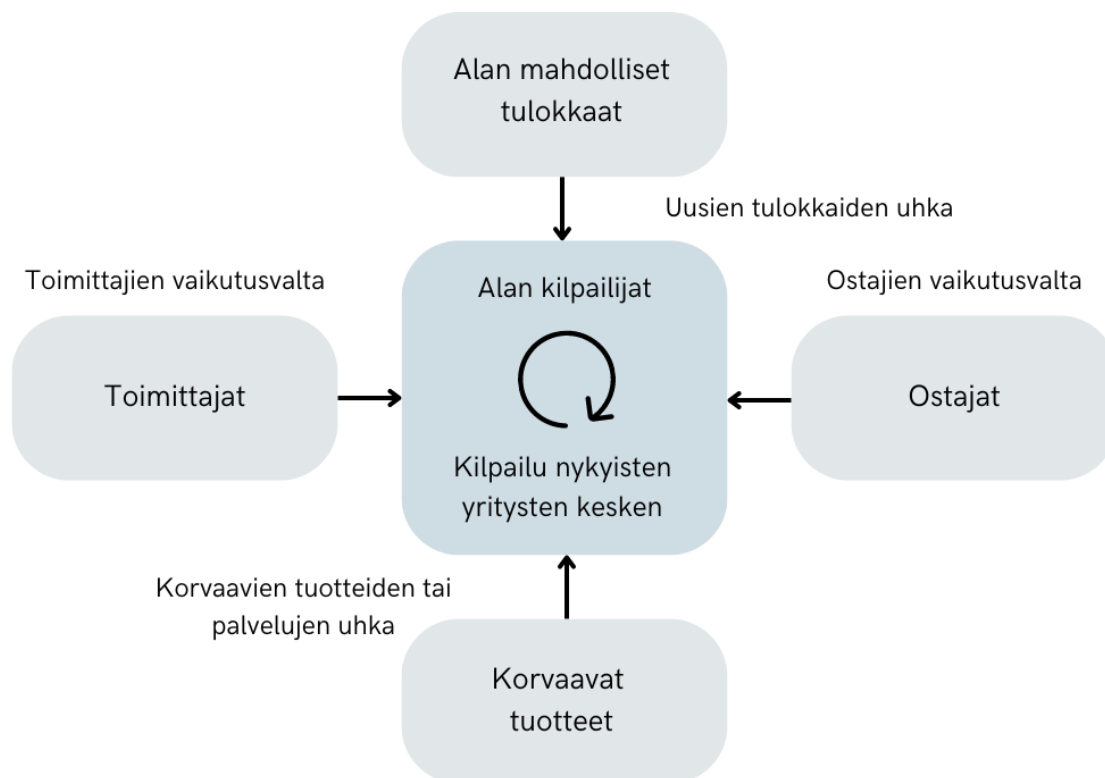 Alan mahdolliset
tulokkaat
Uusien tulokkaiden uhka
Toimittajien vaikutusvalta
Alan kilpailijat
Ostajien vaikutusvalta
Toimittajat
Ostajat
Kilpailu nykyisten
yritysten kesken
Korvaavien tuotteiden tai
palvelujen uhka
Korvaavat
tuotteet